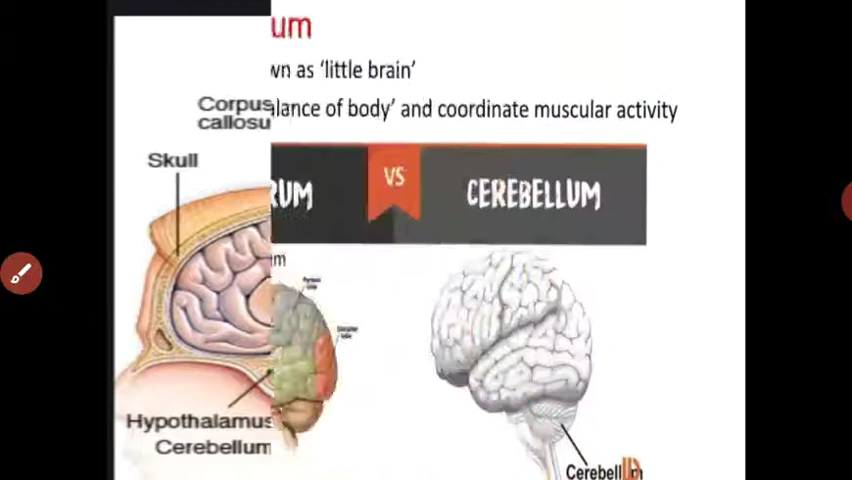 um
wn as 'little brain'
alance of body' and coordinate muscular activity
Corpus
callosu
Skull
RUM
VS
CEREBELLUM
m
Hypothalamus
Cerebellum
Cerebellum